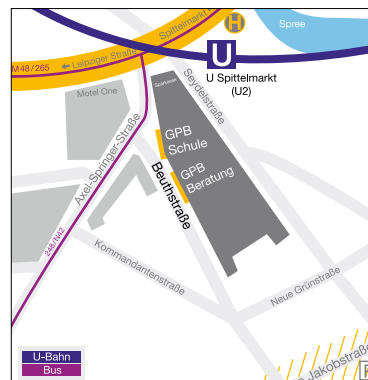 H
Spree
Spittelmarkt
Leipziger Straße
M48/265
U
U Spittelmarkt
(U2)
Motel One
Sparkasse
Seydelstraße
GPB
Schule
GPB
Beratung
Beuthstraße
Axel-Springer-Straße
248/N42
Kommandantenstraße
Neue Grünstraße
Jakobstraße
P
U-Bahn
Bus